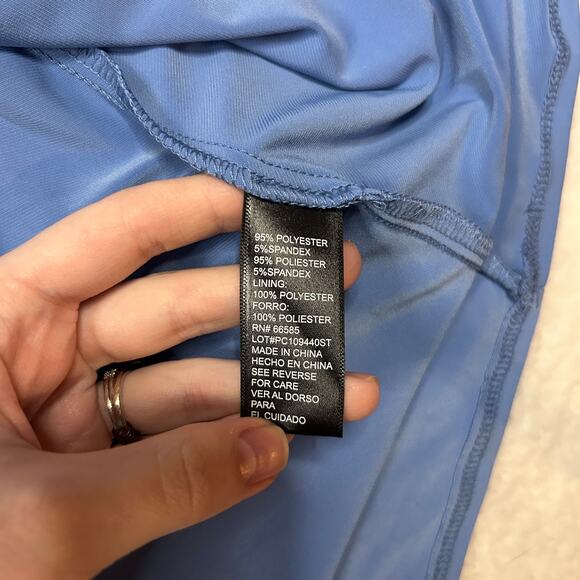 95% POLYESTER
5%SPANDEX
95% POLIESTER
5%SPANDEX
LINING:
100% POLYESTER
FORRO:
100% POLIESTER
RN# 66585
LOT#PC109440ST
MADE IN CHINA
HECHO EN CHINA
SEE REVERSE
FOR CARE
VER AL DORSO
PARA
EL CUIDADO